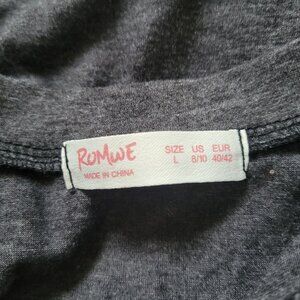 ROMWE
MADE IN CHINA
SIZE US EUR
L 8/10 40/42